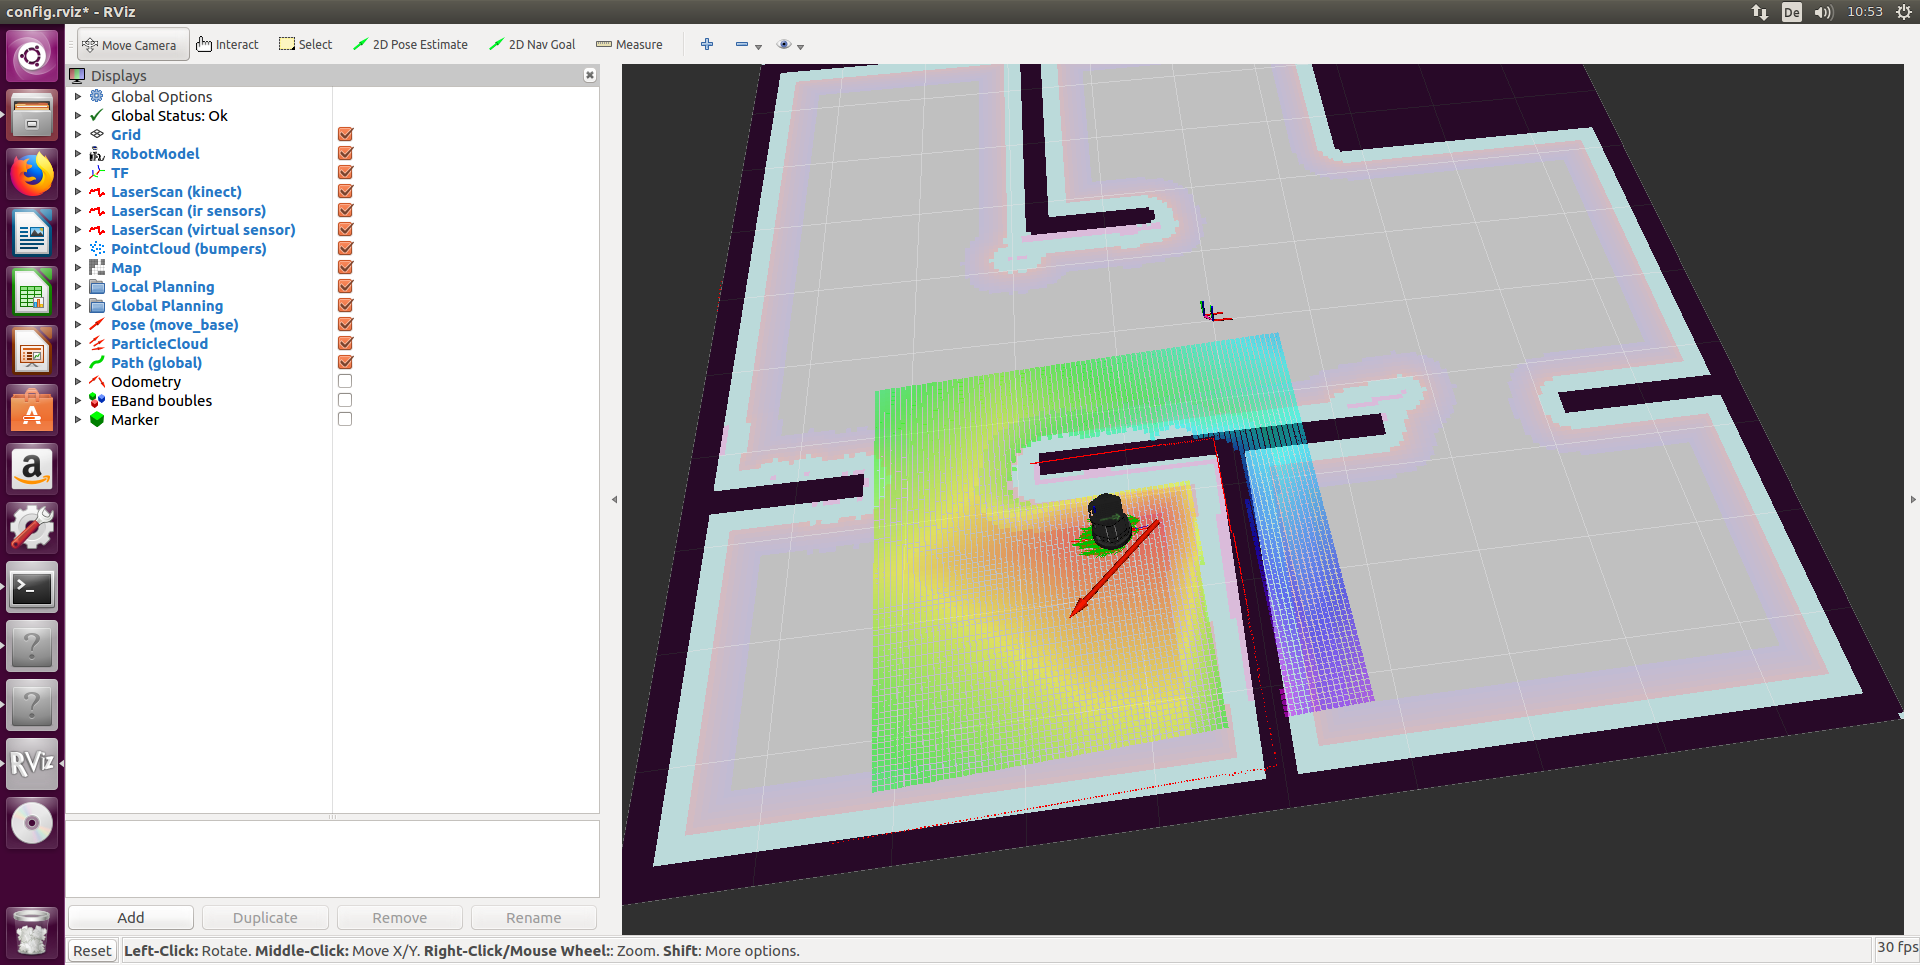 config.rviz* - RViz
De
10:53
Move Camera
Interact
Select
2D Pose Estimate
2D Nav Goal
Measure
Displays
Global Options
Global Status: Ok
Grid
RobotModel
TF
LaserScan (kinect)
LaserScan (ir sensors)
LaserScan (virtual sensor)
PointCloud (bumpers)
Map
Local Planning
Global Planning
Pose (move_base)
ParticleCloud
Path (global)
Odometry
EBand boubles
Marker
a
>_
?
?
RViz
Add
Duplicate
Remove
Rename
Reset
Left-Click: Rotate. Middle-Click: Move X/Y. Right-Click/Mouse Wheel:: Zoom. Shift: More options.
30 fps